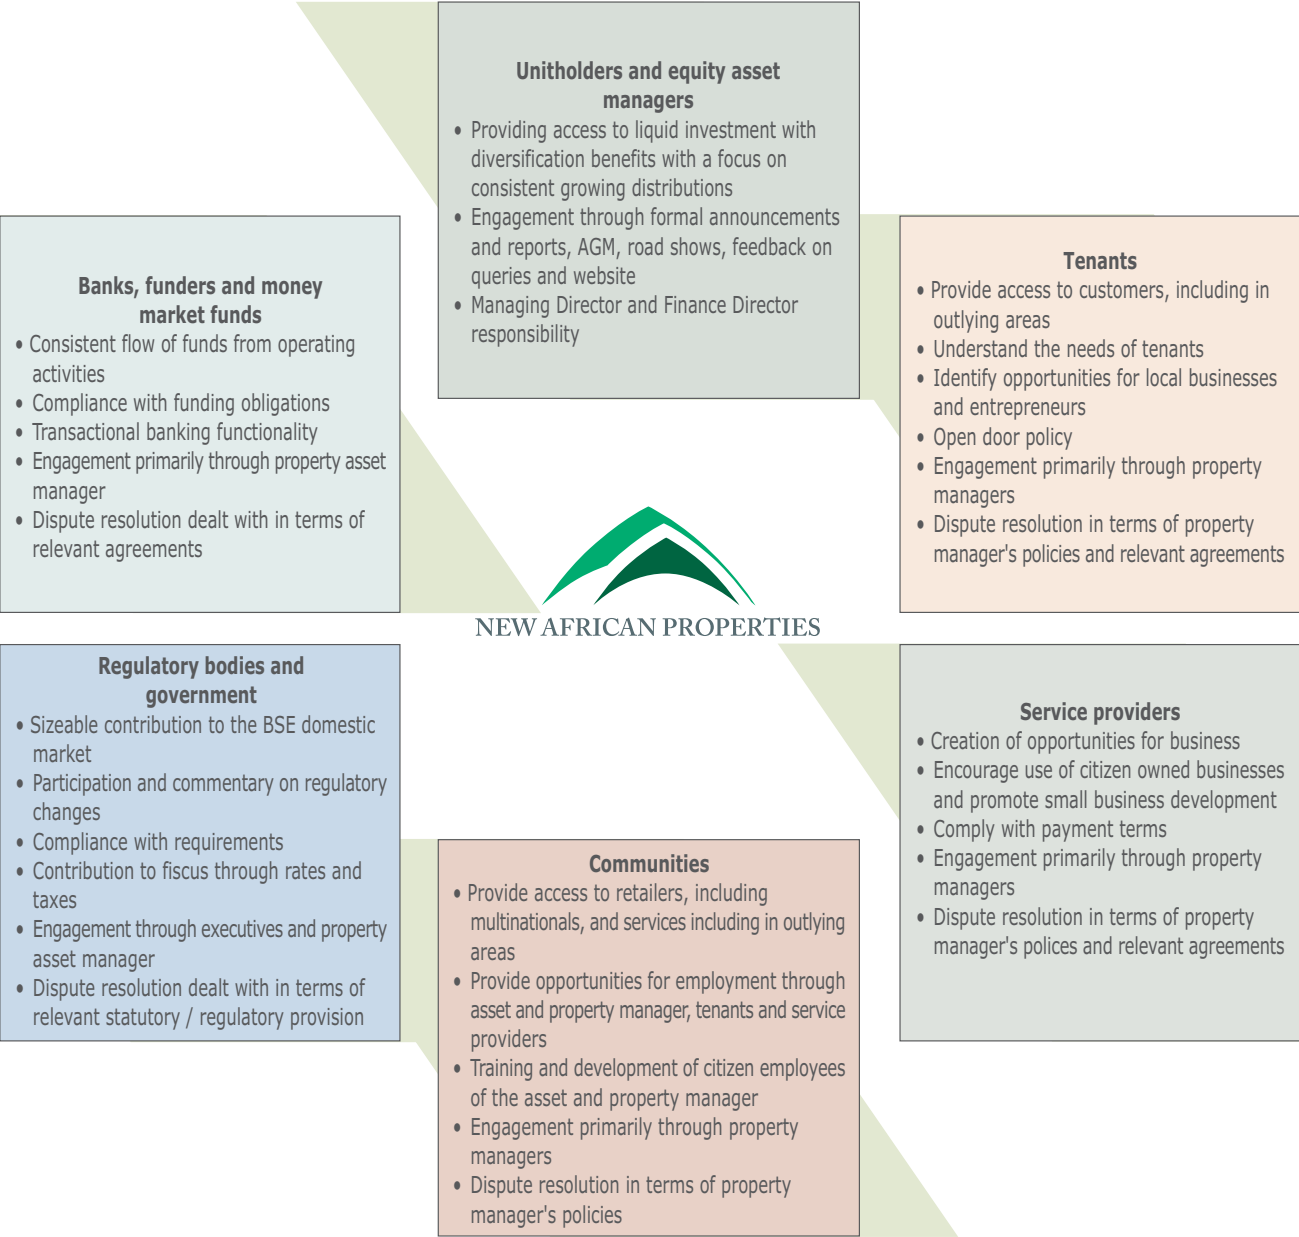 Unitholders and equity asset
managers
• Providing access to liquid investment with
diversification benefits with a focus on
consistent growing distributions
• Engagement through formal announcements
and reports, AGM, road shows, feedback on
queries and website
• Managing Director and Finance Director
responsibility
Banks, funders and money
market funds
• Consistent flow of funds from operating
activities
• Compliance with funding obligations
• Transactional banking functionality
• Engagement primarily through property asset
manager
• Dispute resolution dealt with in terms of
relevant agreements
Tenants
• Provide access to customers, including in
outlying areas
• Understand the needs of tenants
• Identify opportunities for local businesses
and entrepreneurs
• Open door policy
• Engagement primarily through property
managers
• Dispute resolution in terms of property
manager's policies and relevant agreements
NEW AFRICAN PROPERTIES
Regulatory bodies and
government
• Sizeable contribution to the BSE domestic
market
• Participation and commentary on regulatory
changes
• Compliance with requirements
• Contribution to fiscus through rates and
taxes
• Engagement through executives and property
asset manager
• Dispute resolution dealt with in terms of
relevant statutory / regulatory provision
Service providers
• Creation of opportunities for business
• Encourage use of citizen owned businesses
and promote small business development
• Comply with payment terms
• Engagement primarily through property
managers
• Dispute resolution in terms of property
manager's polices and relevant agreements
Communities
• Provide access to retailers, including
multinationals, and services including in outlying
areas
• Provide opportunities for employment through
asset and property manager, tenants and service
providers
• Training and development of citizen employees
of the asset and property manager
• Engagement primarily through property
managers
• Dispute resolution in terms of property
manager's policies